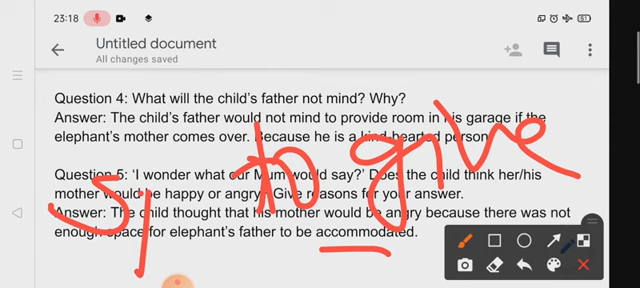 23:18
61
Untitled document
All changes saved
Question 4: What will the child's father not mind? Why?
Answer: The child's father would not mind to provide room in his garage if the
elephant's mother comes over. Because he is a kind-hearted person
Question 5: 'I wonder what our Mum would say?' Does the child think her/his
mother would be happy or angry? Give reasons for your answer.
Answer: The child thought that his mother would be angry because there was not
enough space for elephant's father to be accommodated.
to give